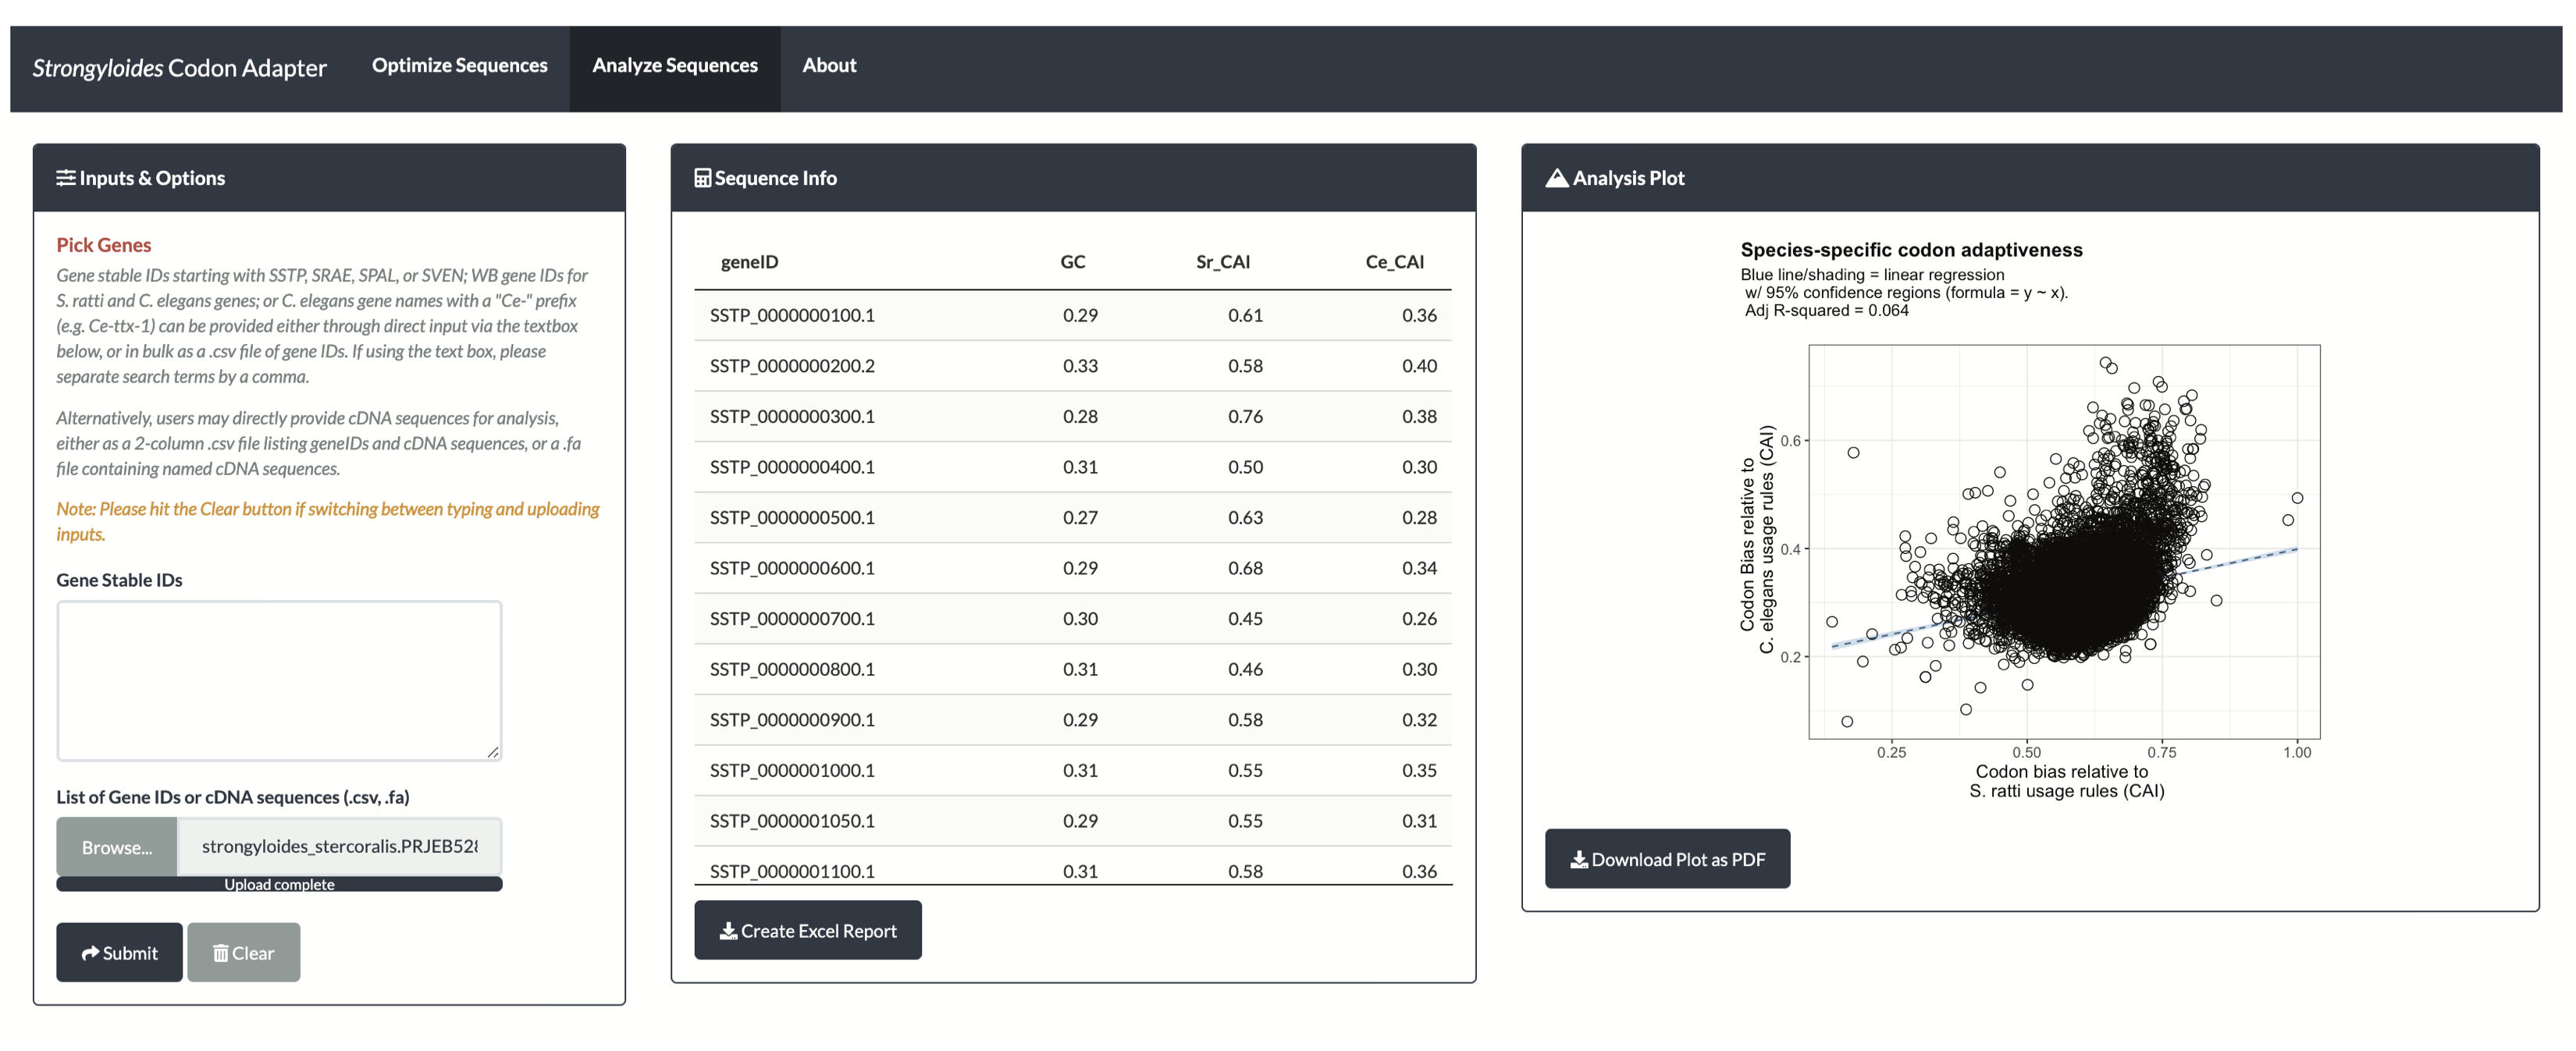 Strongyloides Codon Adapter
Optimize Sequences
Analyze Sequences
About
Inputs & Options
Pick Genes
Gene stable IDs starting with SSTP, SRAE, SPAL, or SVEN; WB gene IDs for
S. ratti and C. elegans genes; or C. elegans gene names with a "Ce-" prefix
(e.g. Ce-ttx-1) can be provided either through direct input via the textbox
below, or in bulk as a .csv file of gene IDs. If using the text box, please
separate search terms by a comma.
Alternatively, users may directly provide cDNA sequences for analysis,
either as a 2-column .csv file listing geneIDs and cDNA sequences, or a .fa
file containing named cDNA sequences.
Note: Please hit the Clear button if switching between typing and uploading
inputs.
Gene Stable IDs
List of Gene IDs or cDNA sequences (.csv, .fa)
Browse... strongyloides_stercoralis.PRJEB528
Upload complete
Submit
Clear
Sequence Info
geneID GC Sr_CAI Ce_CAI
SSTP_0000000100.1 0.29 0.61 0.36
SSTP_0000000200.2 0.33 0.58 0.40
SSTP_0000000300.1 0.28 0.76 0.38
SSTP_0000000400.1 0.31 0.50 0.30
SSTP_0000000500.1 0.27 0.63 0.28
SSTP_0000000600.1 0.29 0.68 0.34
SSTP_0000000700.1 0.30 0.45 0.26
SSTP_0000000800.1 0.31 0.46 0.30
SSTP_0000000900.1 0.29 0.58 0.32
SSTP_0000001000.1 0.31 0.55 0.35
SSTP_0000001050.1 0.29 0.55 0.31
SSTP_0000001100.1 0.31 0.58 0.36
Create Excel Report
Analysis Plot
Species-specific codon adaptiveness
Blue line/shading = linear regression
w/ 95% confidence regions (formula = y ~ x).
Adj R-squared = 0.064
Codon Bias relative to
C. elegans usage rules (CAI)
0.6
0.4
0.2
0.25 0.50 0.75 1.00
Codon bias relative to
S. ratti usage rules (CAI)
Download Plot as PDF